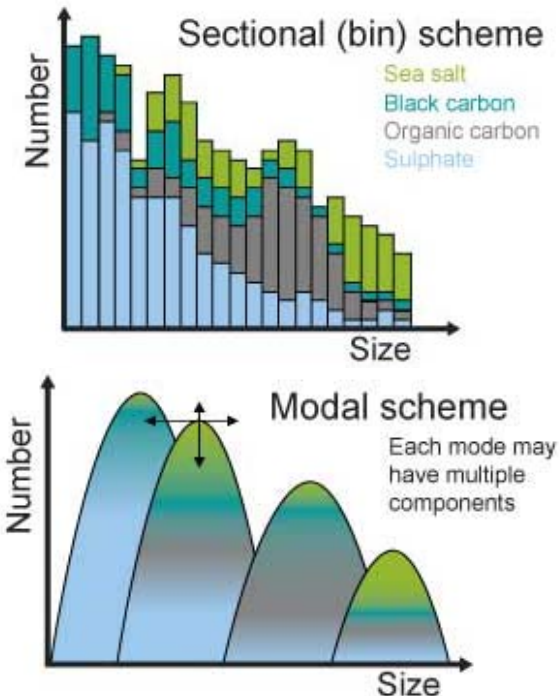 Sectional (bin) scheme
Sea salt
Black carbon
Organic carbon
Sulphate
Number
Size
Modal scheme
Each mode may
have multiple
components
Number
Size